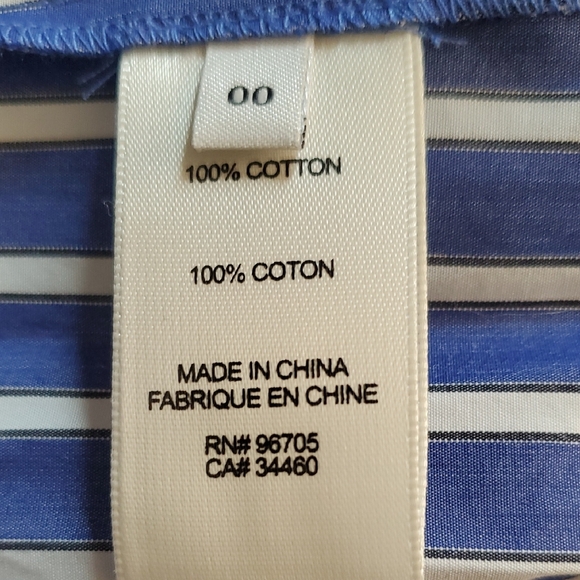 00
100% COTTON
100% COTON
MADE IN CHINA
FABRIQUE EN CHINE
RN# 96705
CA# 34460